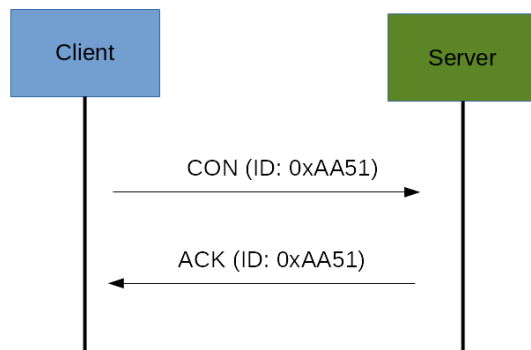 Client
Server
CON (ID: 0xAA51)
ACK (ID: 0xAA51)